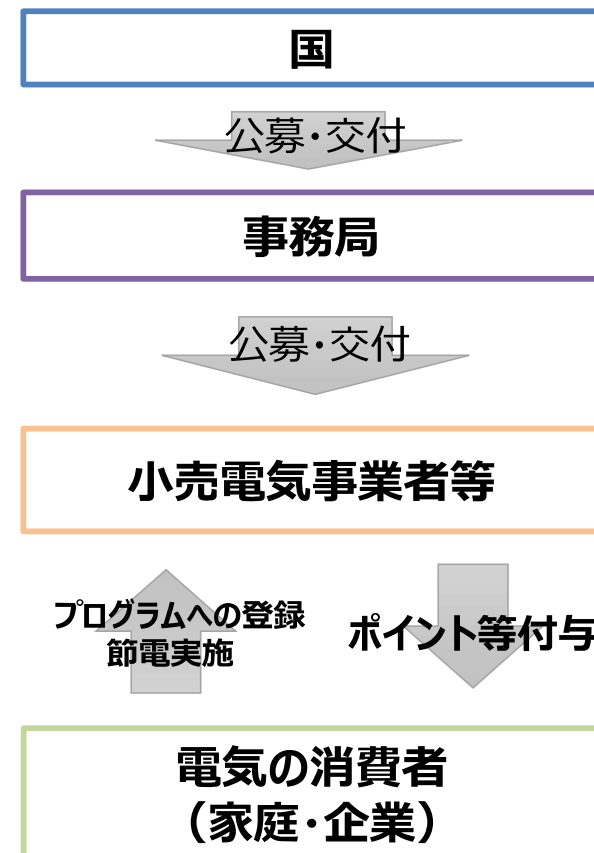 国
公募・交付
事務局
公募・交付
小売電気事業者等
プログラムへの登録
節電実施
ポイント等付与
電気の消費者
（家庭・企業）